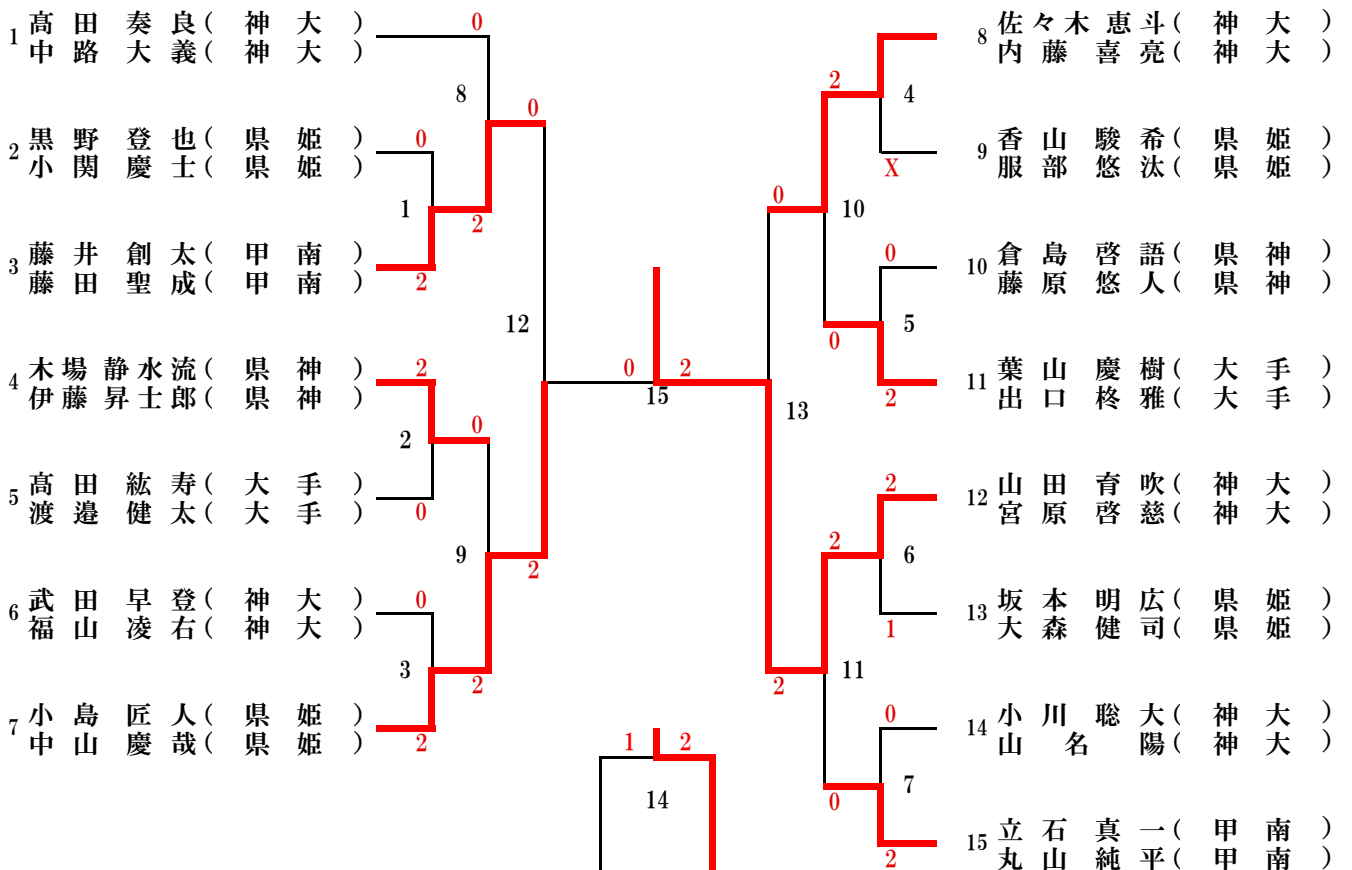 1 髙田奏良(神大)
中路大義(神大)
2 黒野登也(県姫)
小関慶士(県姫)
3 藤井創太(甲南)
藤田聖成(甲南)
4 木場静水流(県神)
伊藤昇士郎(県神)
5 髙田紘寿(大手)
渡邉健太(大手)
6 武田早登(神大)
福山凌右(神大)
7 小島匠人(県姫)
中山慶哉(県姫)
0
8
0
0
1
2
2
12
2
0
2
0
9
2
0
3
2
2
0 2
15
1 2
14
2
4
X
0
10
0
5
0
2
13
2
2
6
1
2
11
0
7
0
2
8 佐々木恵斗(神大)
内藤喜亮(神大)
9 香山駿希(県姫)
服部悠汰(県姫)
10 倉島啓語(県神)
藤原悠人(県神)
11 葉山慶樹(大手)
出口柊雅(大手)
12 山田育吹(神大)
宮原啓慈(神大)
13 坂本明広(県姫)
大森健司(県姫)
14 小川聡大(神大)
山名陽(神大)
15 立石真一(甲南)
丸山純平(甲南)